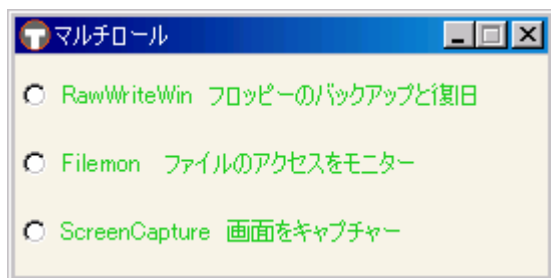 マルチロール
RawWriteWin フロッピーのバックアップと復旧
Filemon ファイルのアクセスをモニター
ScreenCapture 画面をキャプチャー